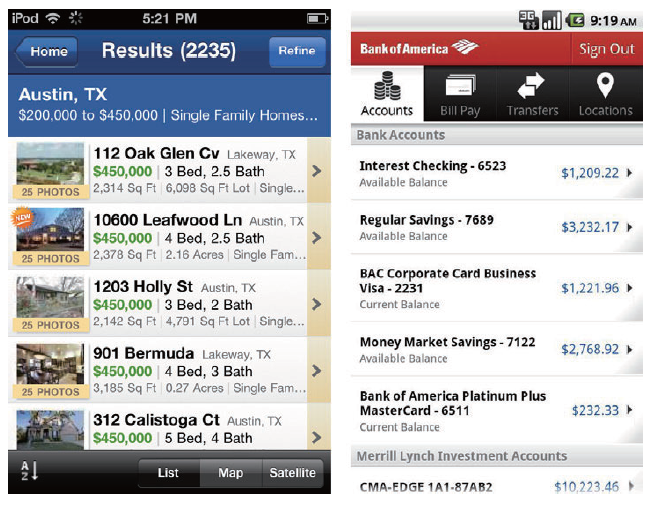 iPod 5:21 PM
Home Results (2235) Refine
Austin, TX
$200,000 to $450,000 | Single Family Homes...
112 Oak Glen Cv Lakeway, TX
$450,000 | 3 Bed, 2.5 Bath
2,314 Sq Ft | 6,098 Sq Ft Lot | Single...
25 PHOTOS
NEW
10600 Leafwood Ln Austin, TX
$450,000 | 4 Bed, 2.5 Bath
2,378 Sq Ft | 2.16 Acres | Single Fam...
25 PHOTOS
1203 Holly St Austin, TX
$450,000 | 3 Bed, 2 Bath
2,142 Sq Ft | 4,791 Sq Ft Lot | Single...
25 PHOTOS
901 Bermuda Lakeway, TX
$450,000 | 4 Bed, 3 Bath
3,185 Sq Ft | 0.27 Acres | Single Fam...
25 PHOTOS
312 Calistoga Ct Austin, TX
$450,000 | 5 Bed, 4 Bath
A
Z
List Map Satellite
3G 9:19 AM
Bank of America Sign Out
Accounts Bill Pay Transfers Locations
Bank Accounts
Interest Checking - 6523
Available Balance
$1,209.22
Regular Savings - 7689
Available Balance
$3,232.17
BAC Corporate Card Business
Visa - 2231
Current Balance
$1,221.96
Money Market Savings - 7122
Available Balance
$2,768.92
Bank of America Platinum Plus
MasterCard - 6511
Current Balance
$232.33
Merrill Lynch Investment Accounts
CMA-EDGE 1A1-87AB2 $10,223.46